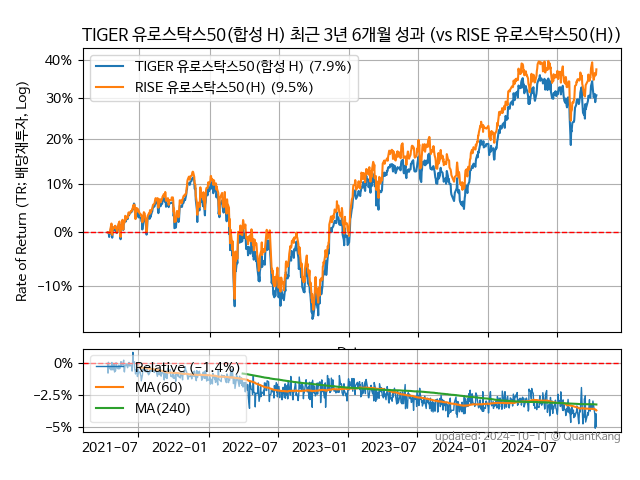 TIGER 유로스탁스50(합성 H) 최근 3년 6개월 성과 (vs RISE 유로스탁스50(H))
Rate of Return (TR: 배당재투자, Log)
40%
30%
20%
10%
0%
−10%
TIGER 유로스탁스50(합성 H) (7.9%)
RISE 유로스탁스50(H) (9.5%)
0%
−2.5%
−5%
Relative (−1.4%)
MA(60)
MA(240)
2021−07
2022−01
2022−07
2023−01
2023−07
2024−01
2024−07
updated: 2024−10−11 © QuantKang